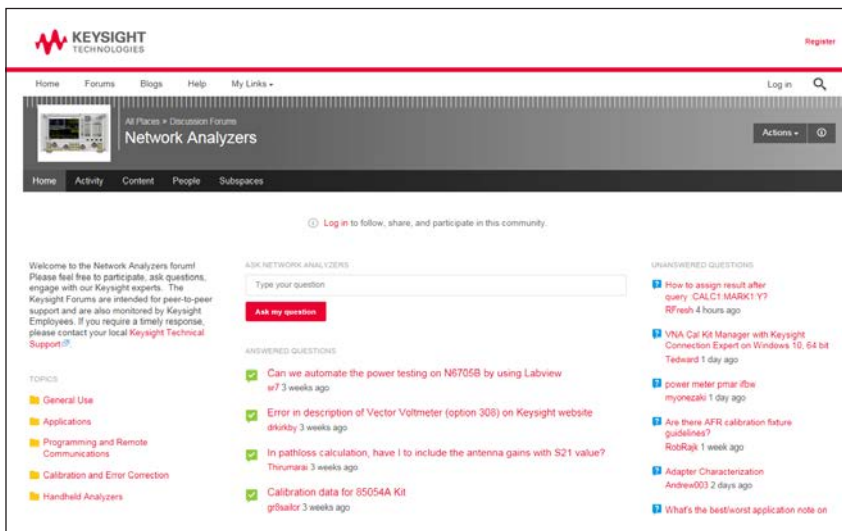 KEYSIGHT
TECHNOLOGIES
Register
Home Forums Blogs Help My Links
Log in
All Places » Discussion Forums
Network Analyzers
Actions
Home Activity Content People Subspaces
Log in to follow, share, and participate in this community.
Welcome to the Network Analyzers forum!
Please feel free to participate, ask questions,
engage with our Keysight experts. The
Keysight Forums are intended for peer-to-peer
support and are also monitored by Keysight
Employees. If you require a timely response,
please contact your local Keysight Technical
Support.
TOPICS
General Use
Applications
Programming and Remote
Communications
Calibration and Error Correction
Handheld Analyzers
ASK NETWORK ANALYZERS
Type your question
Ask my question
ANSWERED QUESTIONS
Can we automate the power testing on N6705B by using Labview
sr7 3 weeks ago
Error in description of Vector Voltmeter (option 308) on Keysight website
drkirkby 3 weeks ago
In pathloss calculation, have I to include the antenna gains with S21 value?
Thirumarai 3 weeks ago
Calibration data for 85054A Kit
gr8sailor 3 weeks ago
UNANSWERED QUESTIONS
How to assign result after
query CALC1:MARK1:Y?
RFresh 4 hours ago
VNA Cal Kit Manager with Keysight
Connection Expert on Windows 10, 64 bit
Tedward 1 day ago
power meter pmar ifbw
myonezaki 1 day ago
Are there AFR calibration fixture
guidelines?
RobRajk 1 week ago
Adapter Characterization
Andrew003 2 days ago
What's the best/worst application note on